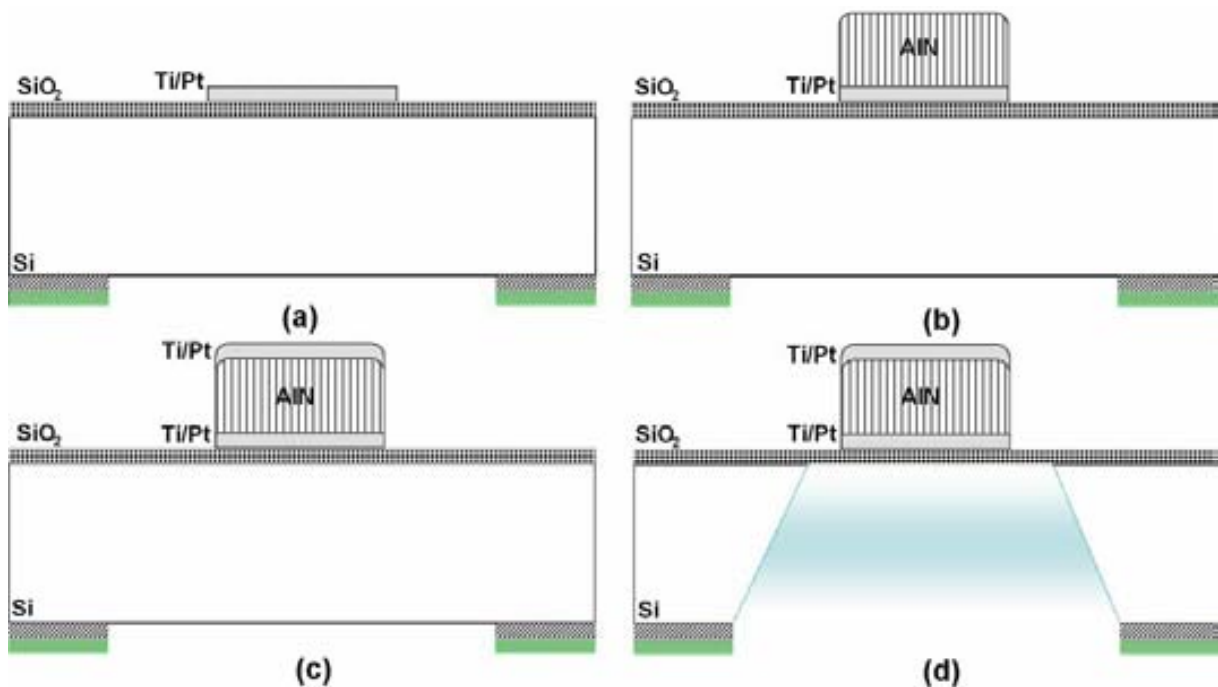 SiO2
Ti/Pt
Si
(a)
AlN
SiO2
Ti/Pt
Si
(b)
Ti/Pt
AlN
SiO2
Ti/Pt
Si
(c)
Ti/Pt
AlN
SiO2
Ti/Pt
Si
(d)